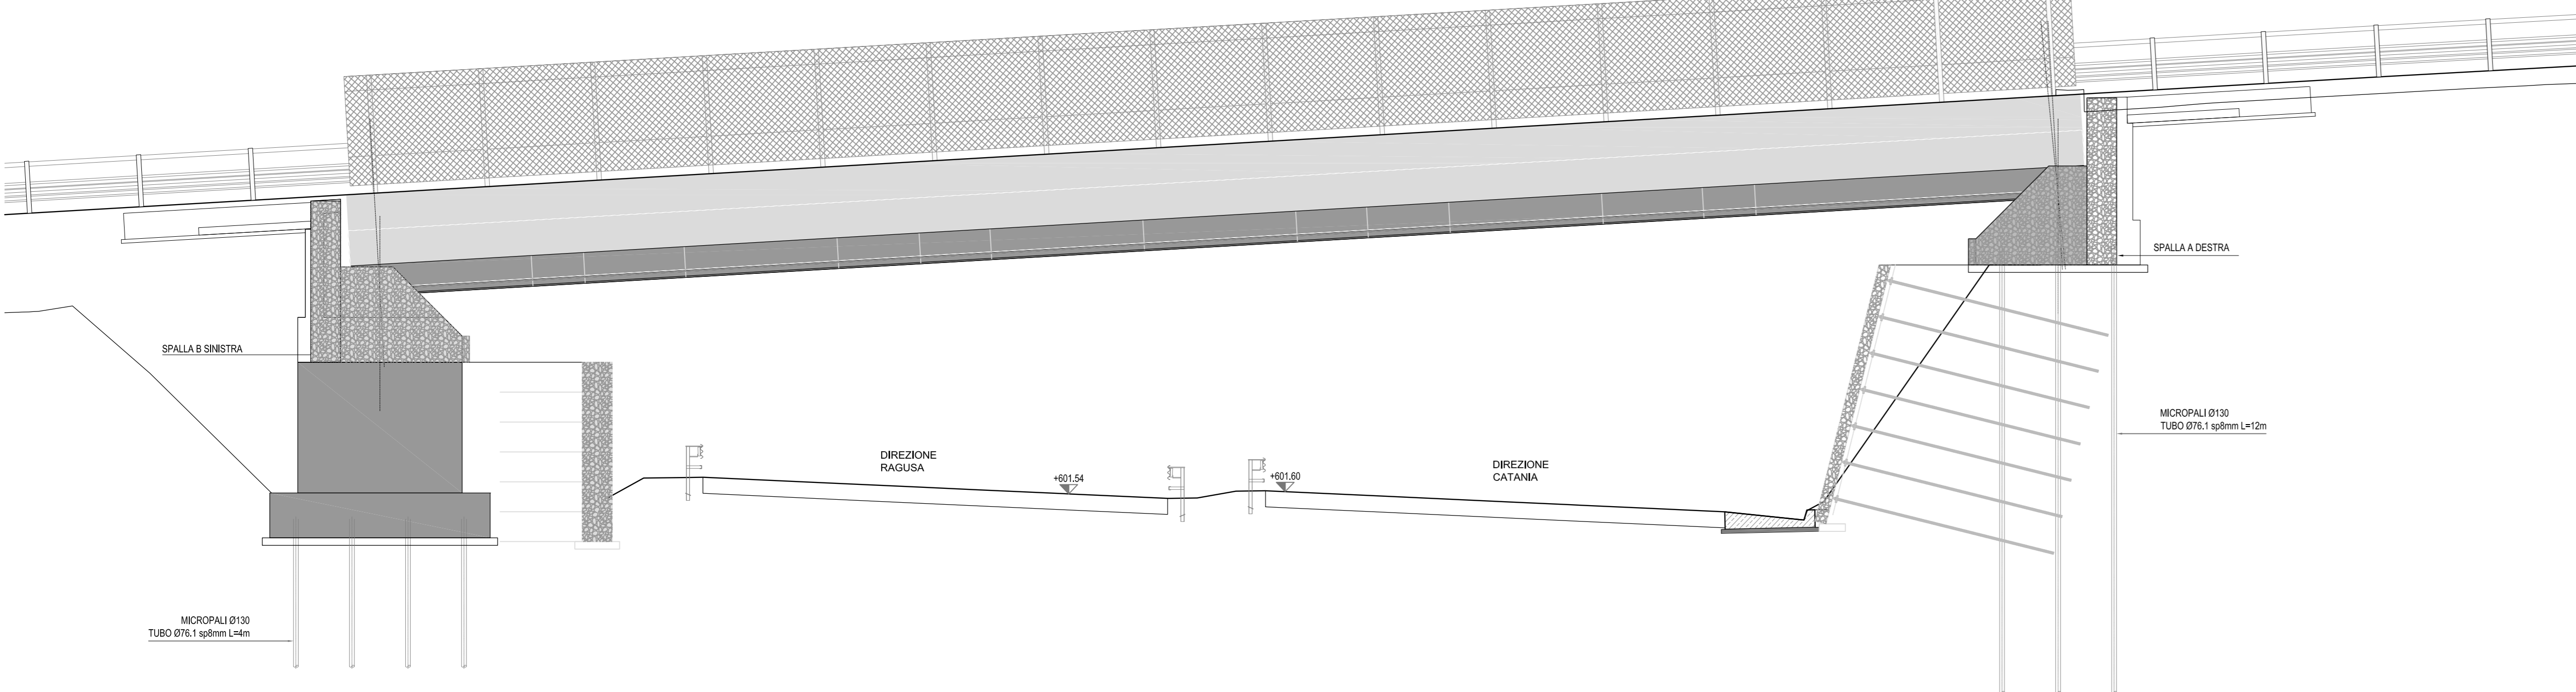 SPALLA B SINISTRA
MICROPALI Ø130
TUBO Ø76.1 sp8mm L=4m
DIREZIONE
RAGUSA
+601.54
+601.60
DIREZIONE
CATANIA
SPALLA A DESTRA
MICROPALI Ø130
TUBO Ø76.1 sp8mm L=12m